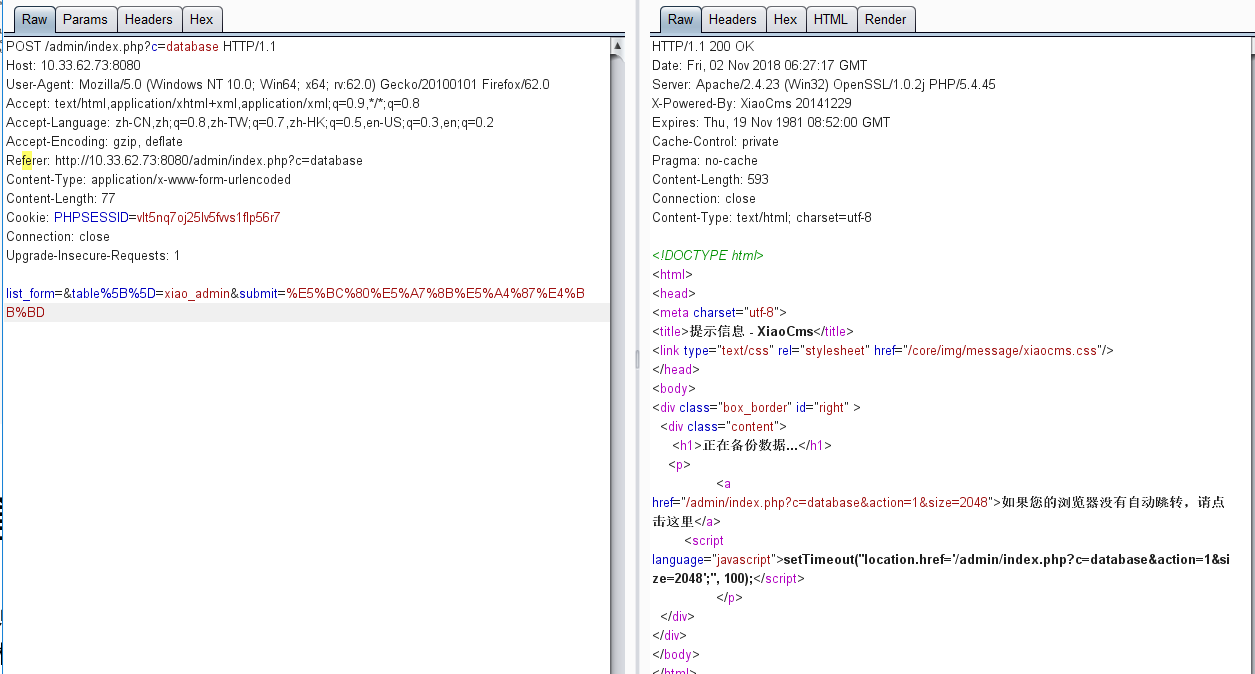 Raw Params Headers Hex
POST /admin/index.php?c=database HTTP/1.1
Host: 10.33.62.73:8080
User-Agent: Mozilla/5.0 (Windows NT 10.0; Win64; x64; rv:62.0) Gecko/20100101 Firefox/62.0
Accept: text/html,application/xhtml+xml,application/xml;q=0.9,*/*;q=0.8
Accept-Language: zh-CN,zh;q=0.8,zh-TW;q=0.7,zh-HK;q=0.5,en-US;q=0.3,en;q=0.2
Accept-Encoding: gzip, deflate
Referer: http://10.33.62.73:8080/admin/index.php?c=database
Content-Type: application/x-www-form-urlencoded
Content-Length: 77
Cookie: PHPSESSID=vlt5nq7oj25lv5fvvs1flp56r7
Connection: close
Upgrade-Insecure-Requests: 1
list_form=&table%5B%5D=xiao_admin&submit=%E5%BC%80%E5%A7%8B%E5%A4%87%E4%B
B%BD
Raw Headers Hex HTML Render
HTTP/1.1 200 OK
Date: Fri, 02 Nov 2018 06:27:17 GMT
Server: Apache/2.4.23 (Win32) OpenSSL/1.0.2j PHP/5.4.45
X-Powered-By: XiaoCms 20141229
Expires: Thu, 19 Nov 1981 08:52:00 GMT
Cache-Control: private
Pragma: no-cache
Content-Length: 593
Connection: close
Content-Type: text/html; charset=utf-8
<!DOCTYPE html>
<html>
<head>
<meta charset="utf-8">
<title>提示信息 - XiaoCms</title>
<link type="text/css" rel="stylesheet" href="/core/img/message/xiaocms.css"/>
</head>
<body>
<div class="box_border" id="right" >
<div class="content">
<h1>正在备份数据...</h1>
<p>
<a
href="/admin/index.php?c=database&action=1&size=2048">如果您的浏览器没有自动跳转，请点
击这里</a>
<script
language="javascript">setTimeout("location.href='/admin/index.php?c=database&action=1&si
ze=2048';", 100);</script>
</p>
</div>
</div>
</body>
</html>